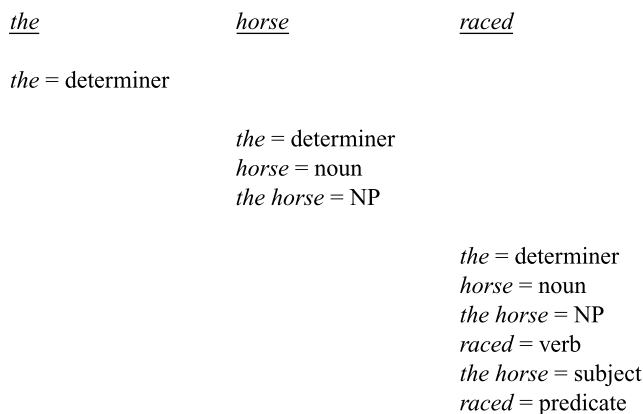 the horse raced
the = determiner
the = determiner
horse = noun
the horse = NP
the = determiner
horse = noun
the horse = NP
raced = verb
the horse = subject
raced = predicate